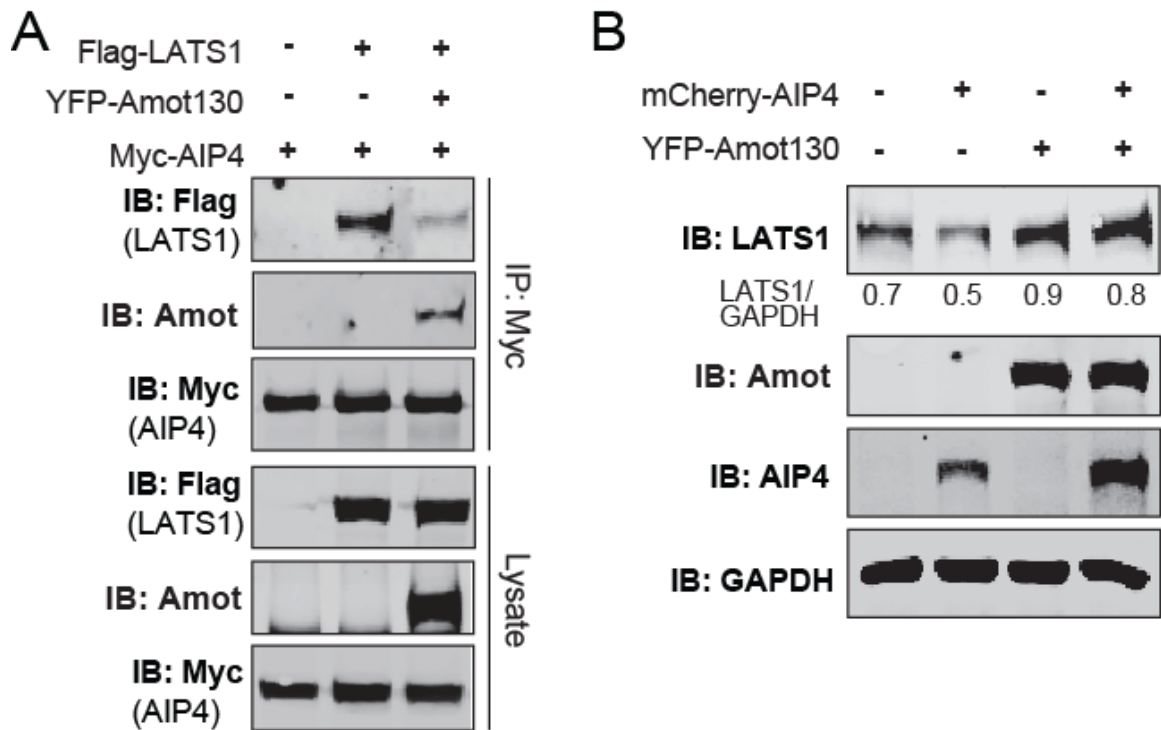 A
Flag-LATS1 - + +
YFP-Amot130 - - +
Myc-AIP4 + + +
IB: Flag
(LATS1)
IB: Amot
IB: Myc
(AIP4)
IP: Myc
IB: Flag
(LATS1)
IB: Amot
IB: Myc
(AIP4)
Lysate
B
mCherry-AIP4 - + - +
YFP-Amot130 - - + +
IB: LATS1
LATS1/
GAPDH
0.7 0.5 0.9 0.8
IB: Amot
IB: AIP4
IB: GAPDH